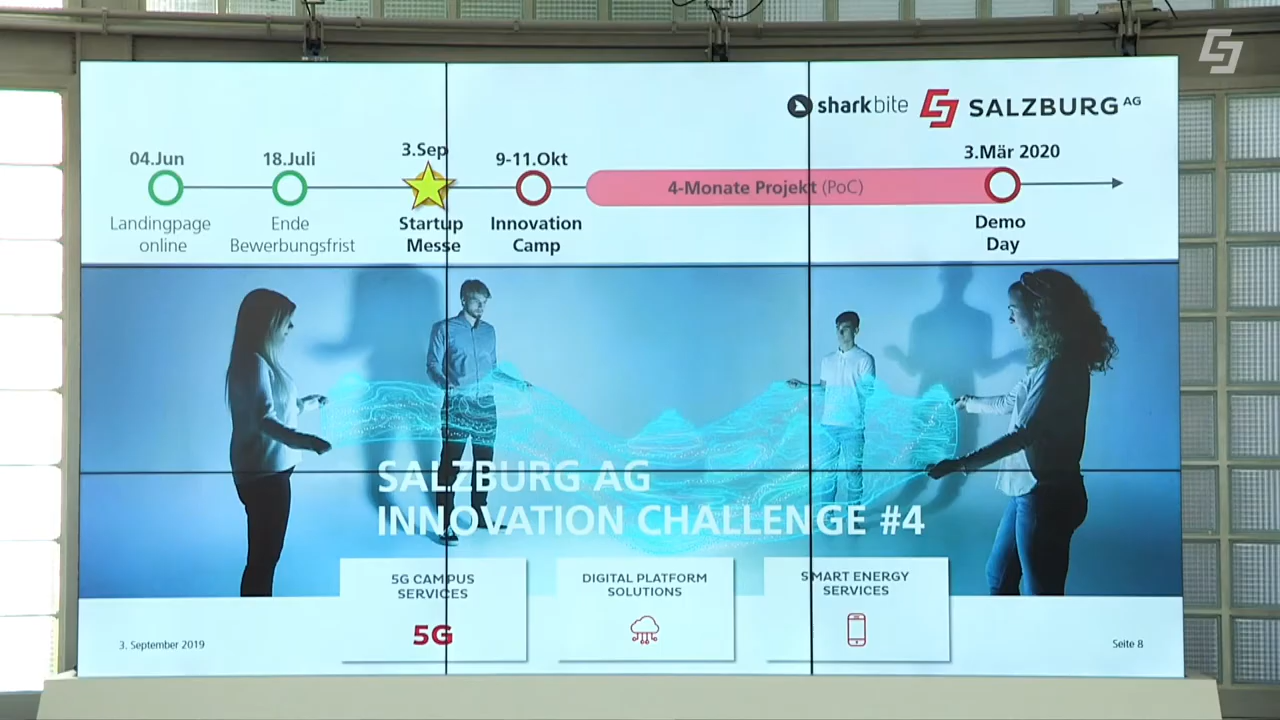 sharkbite SALZBURG AG
04.Jun
18.Juli
3.Sep
9-11.Okt
3.Mär 2020
4-Monate Projekt (PoC)
Landingpage
online
Ende
Bewerbungsfrist
Startup
Messe
Innovation
Camp
Demo
Day
SALZBURG AG
INNOVATION CHALLENGE #4
5G CAMPUS
SERVICES
5G
DIGITAL PLATFORM
SOLUTIONS
SMART ENERGY
SERVICES
3. September 2019
Seite 8